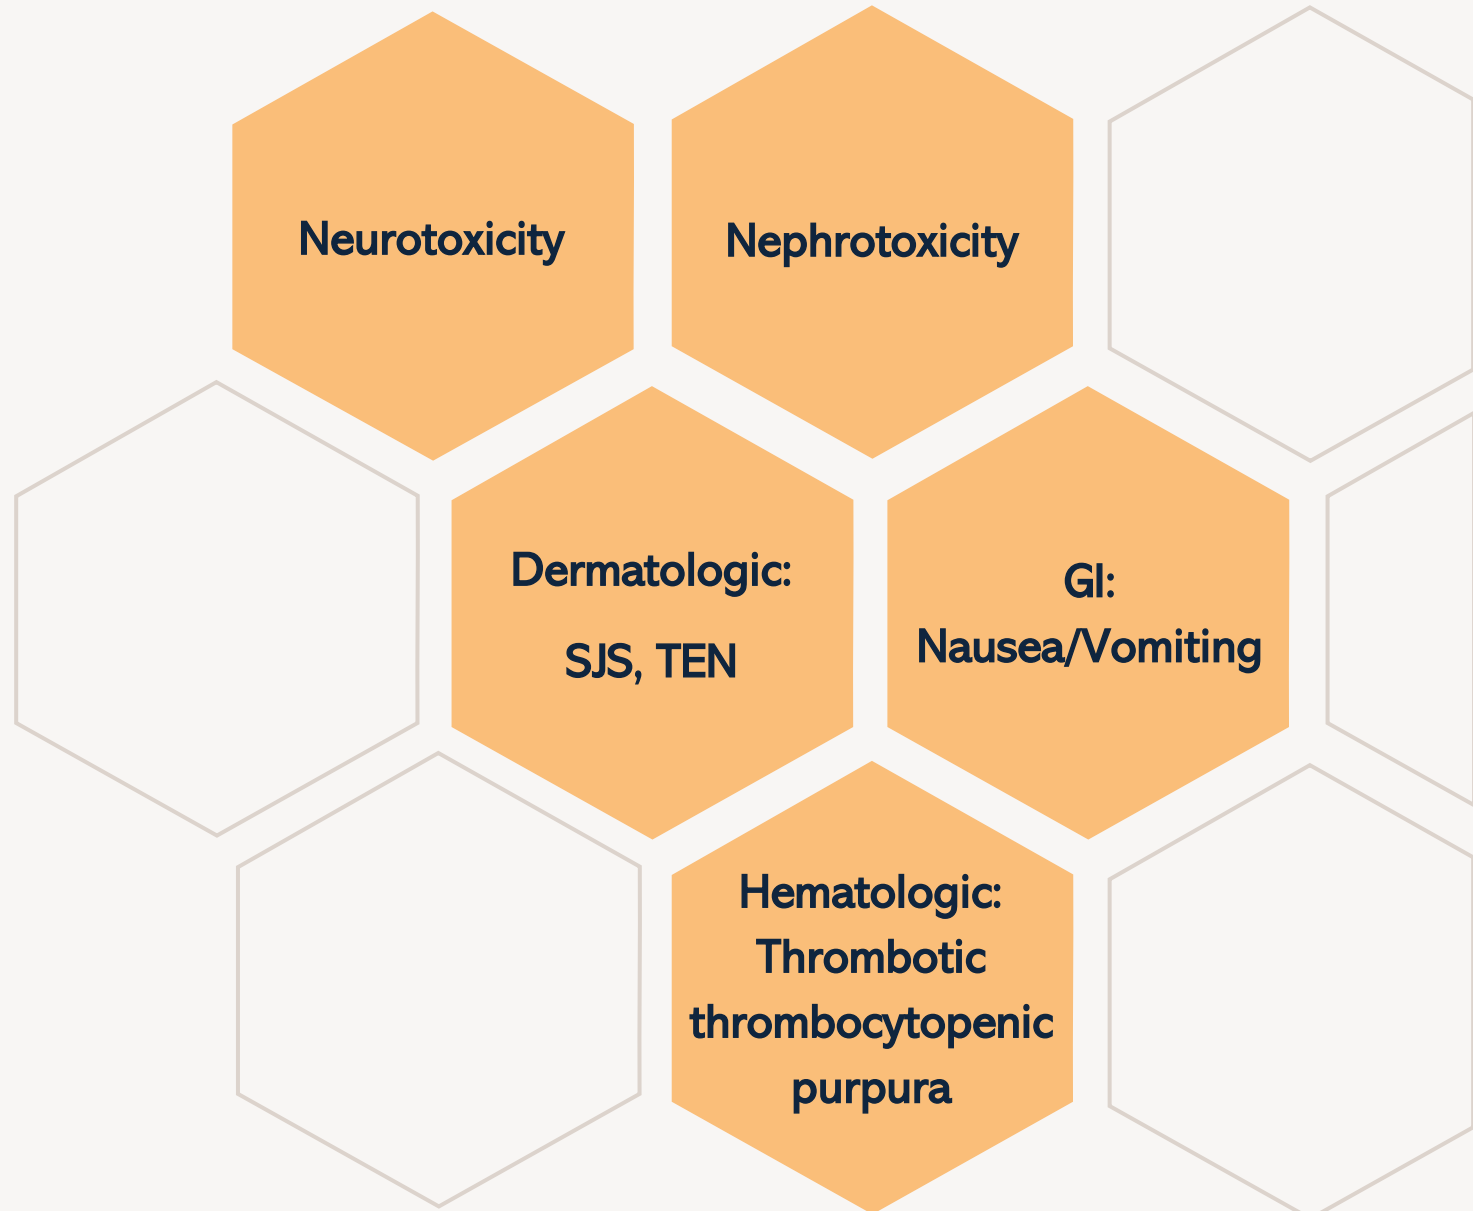 Neurotoxicity
Nephrotoxicity
Dermatologic:
SJS, TEN
GI:
Nausea/Vomiting
Hematologic:
Thrombotic
thrombocytopenic
purpura